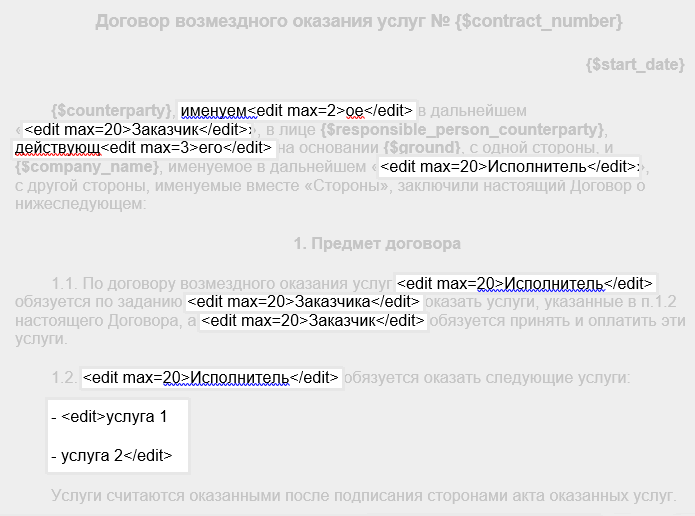 Договор возмездного оказания услуг № {$contract_number}
{$start_date}
{$counterparty}, именуем<edit max=2>ое</edit> в дальнейшем
«<edit max=20>Заказчик</edit>», в лице {$responsible_person_counterparty},
действующ<edit max=3>его</edit> на основании {$ground}, с одной стороны, и
{$company_name}, именуемое в дальнейшем «<edit max=20>Исполнитель</edit>»,
с другой стороны, именуемые вместе «Стороны», заключили настоящий Договор о
нижеследующем:
1. Предмет договора
1.1. По договору возмездного оказания услуг <edit max=20>Исполнитель</edit>
обязуется по заданию <edit max=20>Заказчика</edit> оказать услуги, указанные в п.1.2
настоящего Договора, а <edit max=20>Заказчик</edit> обязуется принять и оплатить эти
услуги.
1.2. <edit max=20>Исполнитель</edit> обязуется оказать следующие услуги:
- <edit>услуга 1
- услуга 2</edit>
Услуги считаются оказанными после подписания сторонами акта оказанных услуг.